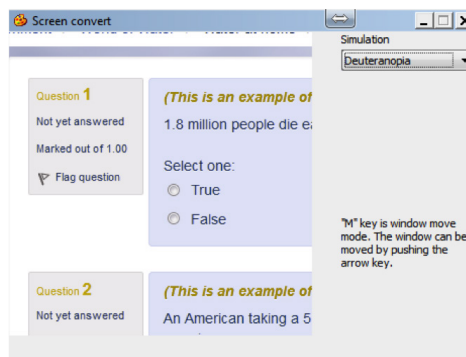 Screen convert
Simulation
Deuteranopia
Question 1
Not yet answered
Marked out of 1.00
Flag question
(This is an example of
1.8 million people die ea
Select one:
True
False
"M" key is window move
mode. The window can be
moved by pushing the
arrow key.
Question 2
Not yet answered
(This is an example of
An American taking a 5